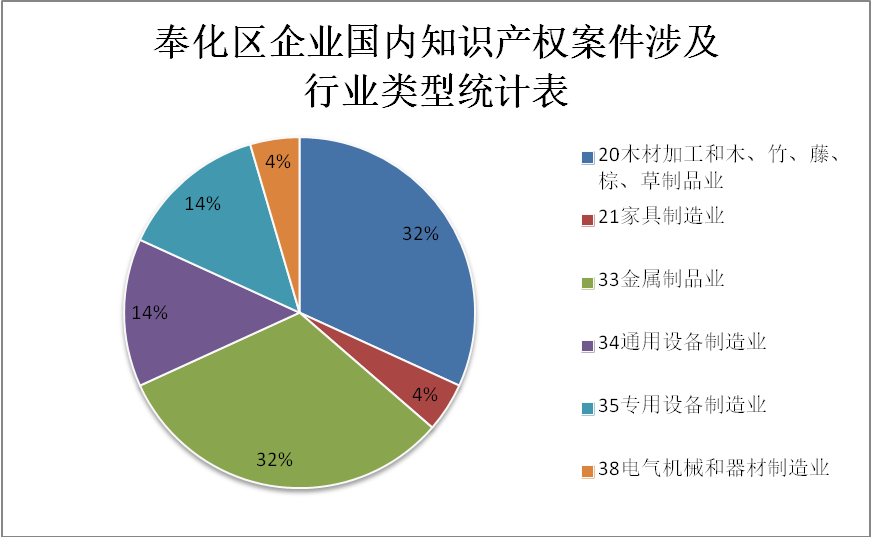 奉化区企业国内知识产权案件涉及
行业类型统计表
4%
14%
32%
14%
4%
32%
20木材加工和木、竹、藤、
棕、草制品业
21家具制造业
33金属制品业
34通用设备制造业
35专用设备制造业
38电气机械和器材制造业